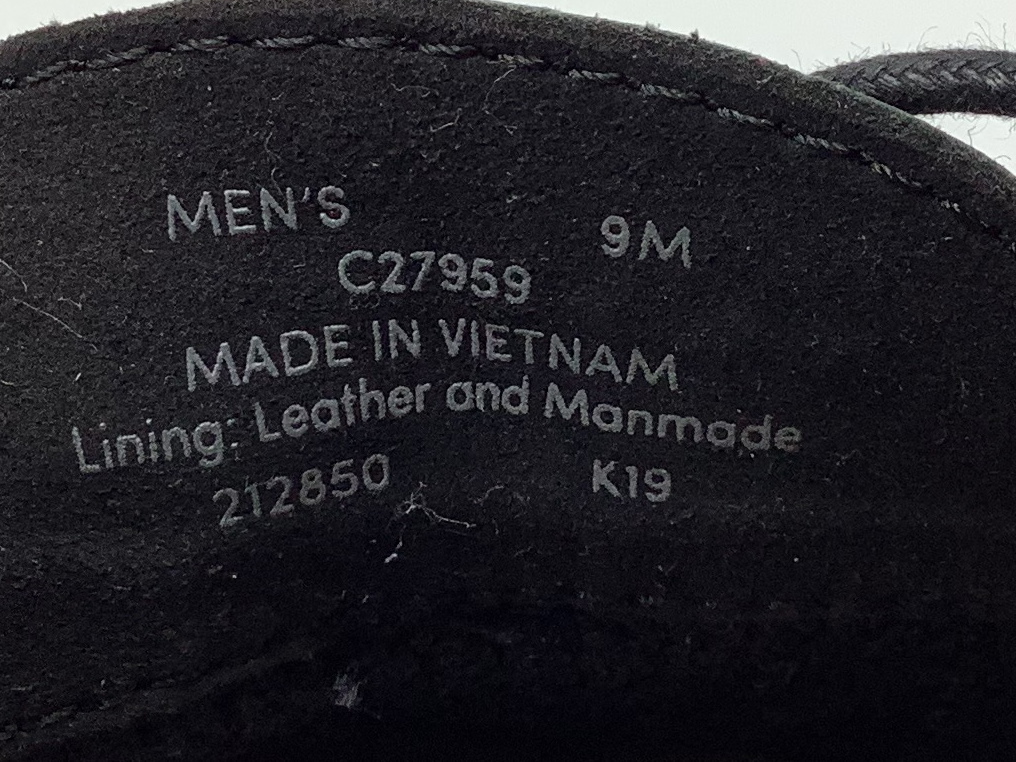 MEN'S 9M
C27959
MADE IN VIETNAM
Lining: Leather and Manmade
212850 K19